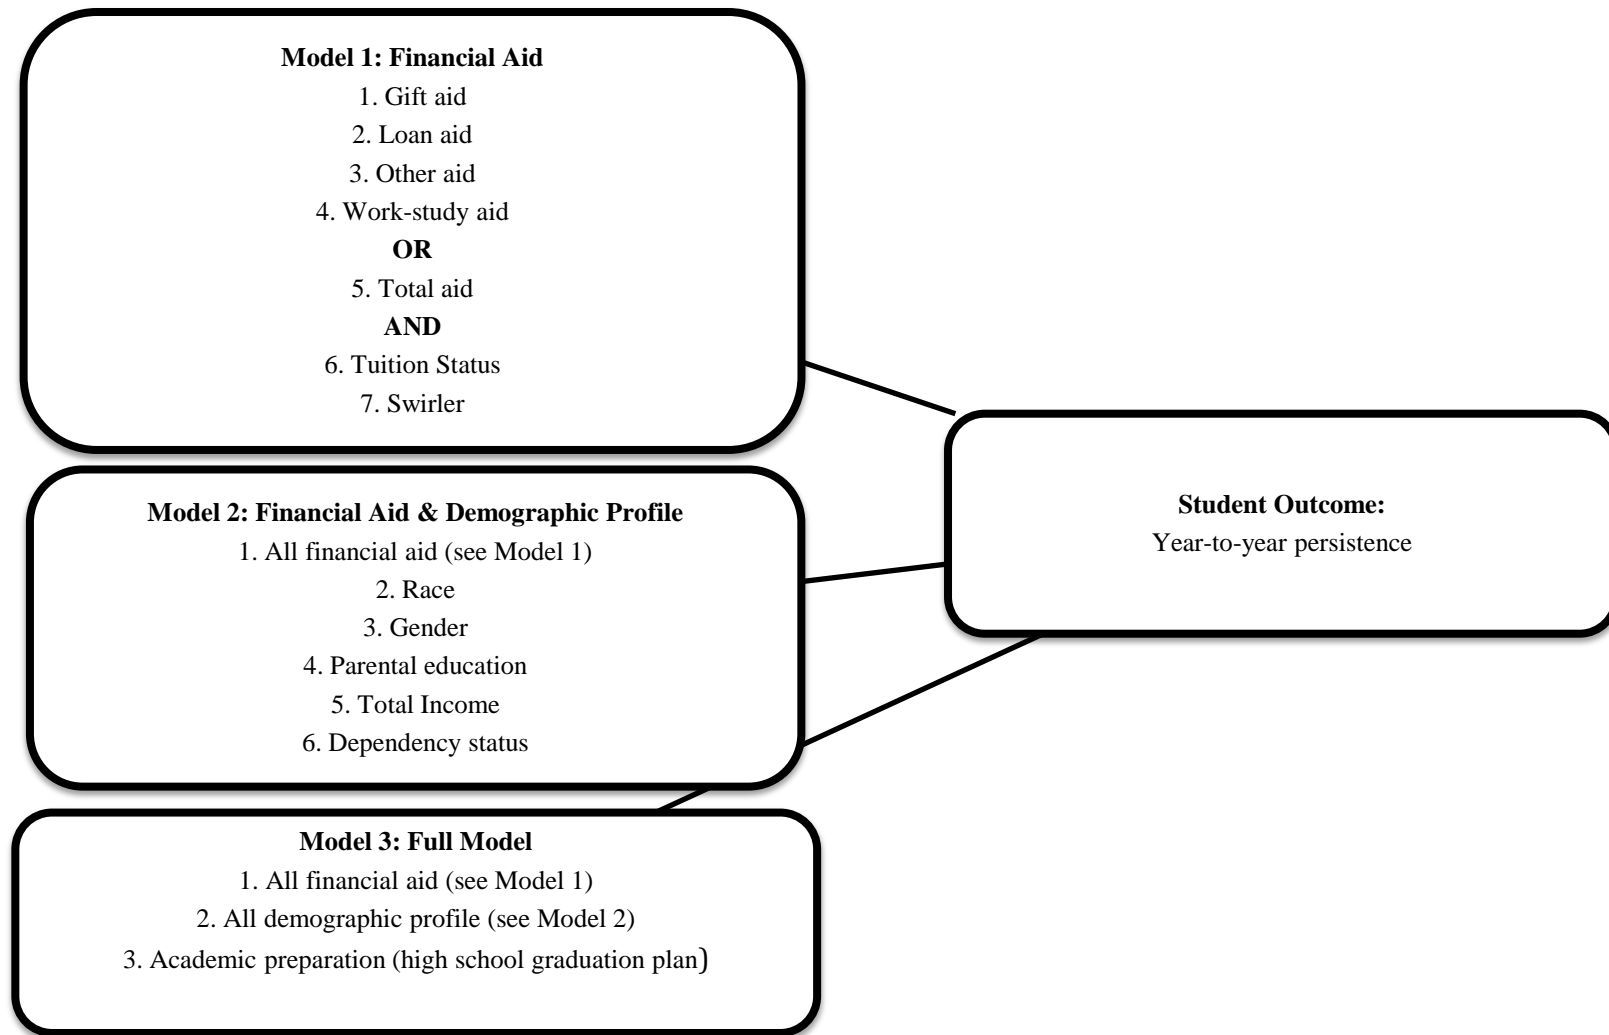 Model 1: Financial Aid
1. Gift aid
2. Loan aid
3. Other aid
4. Work-study aid
OR
5. Total aid
AND
6. Tuition Status
7. Swirler
Model 2: Financial Aid & Demographic Profile
1. All financial aid (see Model 1)
2. Race
3. Gender
4. Parental education
5. Total Income
6. Dependency status
Model 3: Full Model
1. All financial aid (see Model 1)
2. All demographic profile (see Model 2)
3. Academic preparation (high school graduation plan)
Student Outcome:
Year-to-year persistence